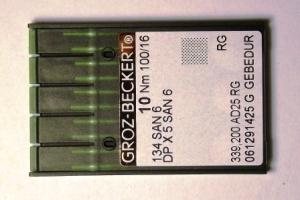 GROZ-BECKERT®
10 Nm 100/16
134 SAN 6
DP X 5 SAN 6
RG
339,200 AD25 RG
061291425 G GEBEDUR